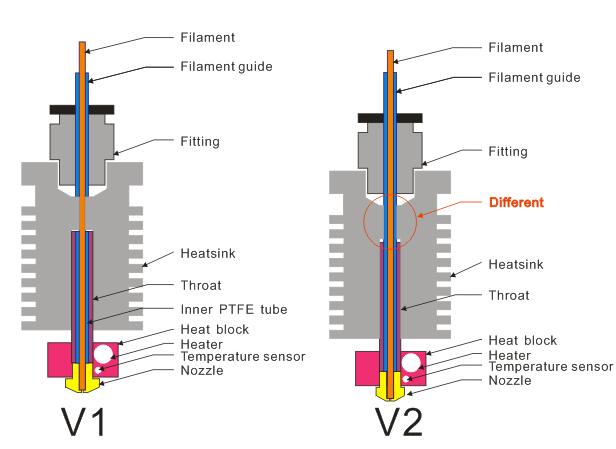 Filament
Filament guide
Fitting
Heatsink
Throat
Inner PTFE tube
Heat block
Heater
Temperature sensor
Nozzle
V1
Filament
Filament guide
Fitting
Different
Heatsink
Throat
Heat block
Heater
Temperature sensor
Nozzle
V2